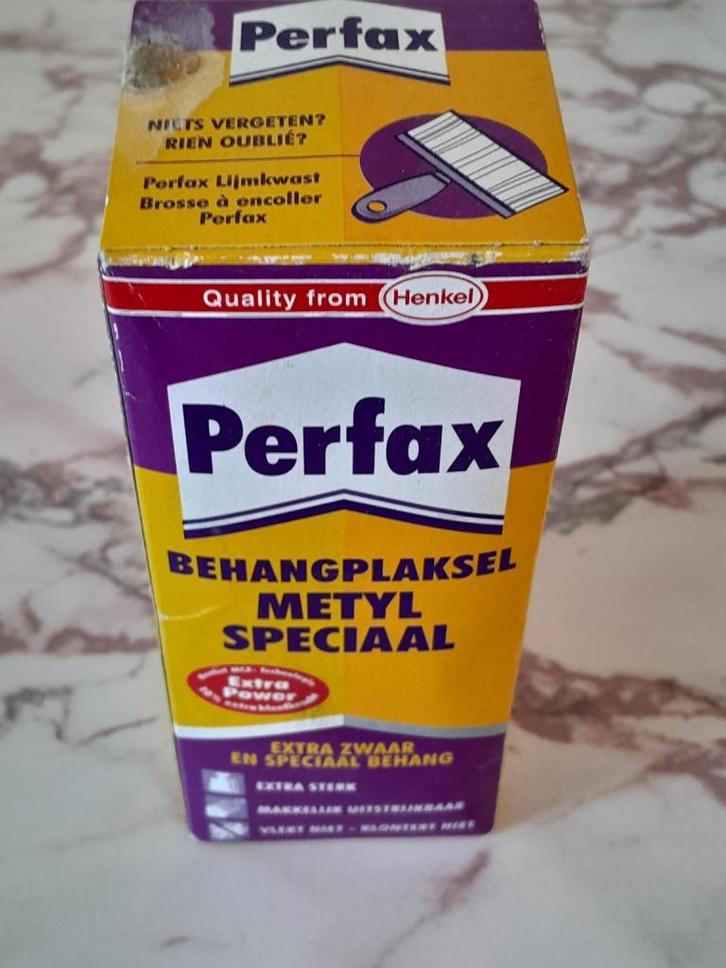 Perfax
NIETS VERGETEN?
RIEN OUBLIÉ?
Perfax Lijmkwast
Brosse à encoller
Perfax
Quality from Henkel
Perfax
BEHANGPLAKSEL
METYL
SPECIAAL
Extra
Power
EXTRA ZWAAR
EN SPECIAAL BEHANG
EXTRA STERK
MAKKELIJK UITSTRIJKBAAR
VLEKT NIET - KLONTERT NIET